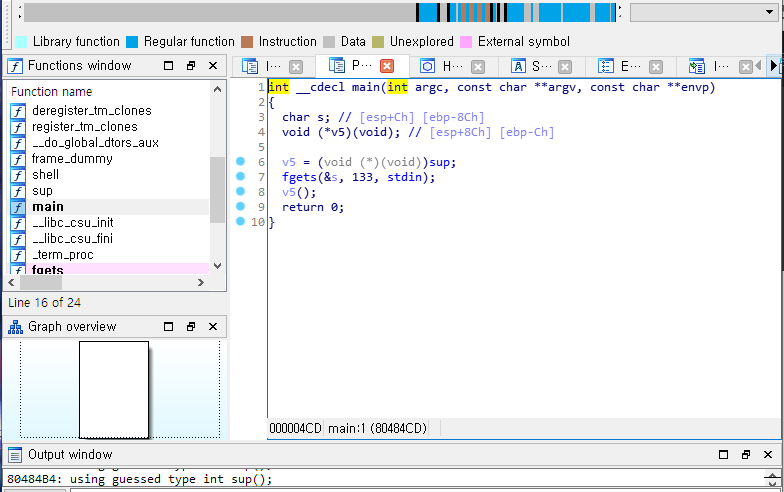 Library function Regular function Instruction Data Unexplored External symbol
Functions window
I··· P··· H··· S··· E··· I···
Function name
deregister_tm_clones
register_tm_clones
__do_global_dtors_aux
frame_dummy
shell
sup
main
__libc_csu_init
__libc_csu_fini
_term_proc
fgets
Line 16 of 24
Graph overview
1 int __cdecl main(int argc, const char **argv, const char **envp)
2 {
3 char s; // [esp+Ch] [ebp-8Ch]
4 void (*v5)(void); // [esp+8Ch] [ebp-Ch]
5
6 v5 = (void (*)(void))sup;
7 fgets(&s, 133, stdin);
8 v5();
9 return 0;
10 }
000004CD main:1 (80484CD)
Output window
80484B4: using guessed type int sup();